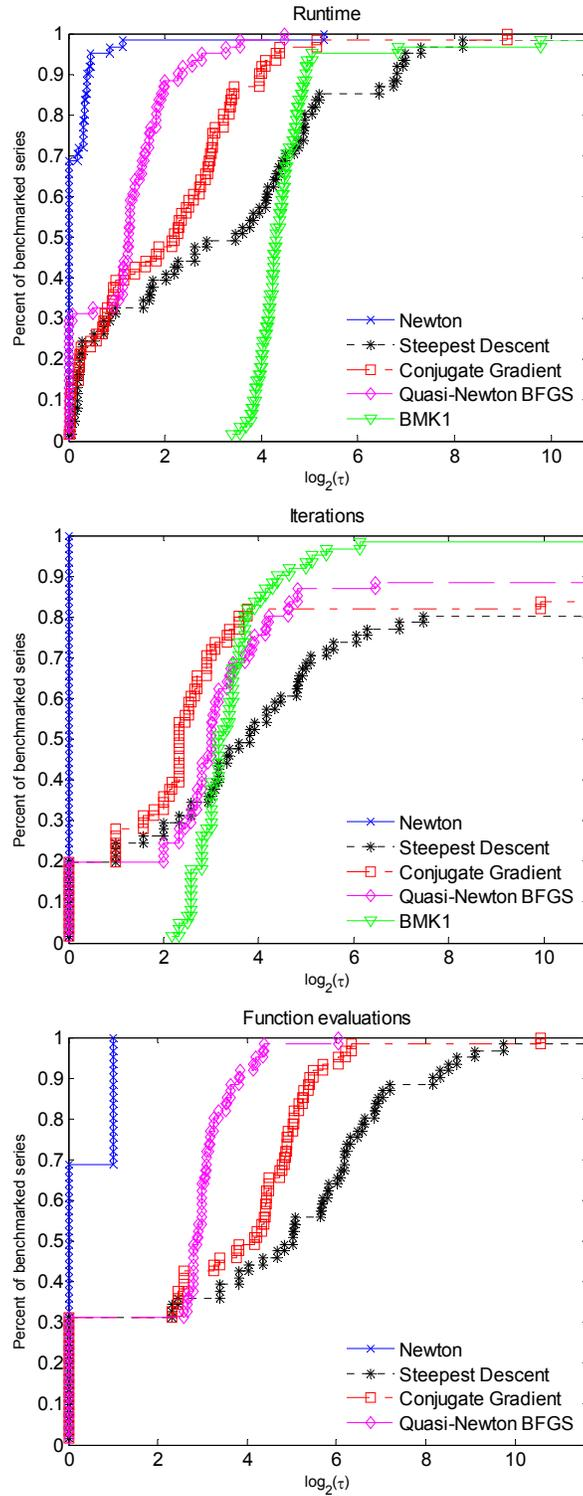 Runtime
Percent of benchmarked series
1
0.9
0.8
0.7
0.6
0.5
0.4
0.3
0.2
0.1
0
0 2 4 6 8 10
log2(τ)
Newton
Steepest Descent
Conjugate Gradient
Quasi-Newton BFGS
BMK1
Iterations
Percent of benchmarked series
1
0.9
0.8
0.7
0.6
0.5
0.4
0.3
0.2
0.1
0
0 2 4 6 8 10
log2(τ)
Newton
Steepest Descent
Conjugate Gradient
Quasi-Newton BFGS
BMK1
Function evaluations
Percent of benchmarked series
1
0.9
0.8
0.7
0.6
0.5
0.4
0.3
0.2
0.1
0
0 2 4 6 8 10
log2(τ)
Newton
Steepest Descent
Conjugate Gradient
Quasi-Newton BFGS